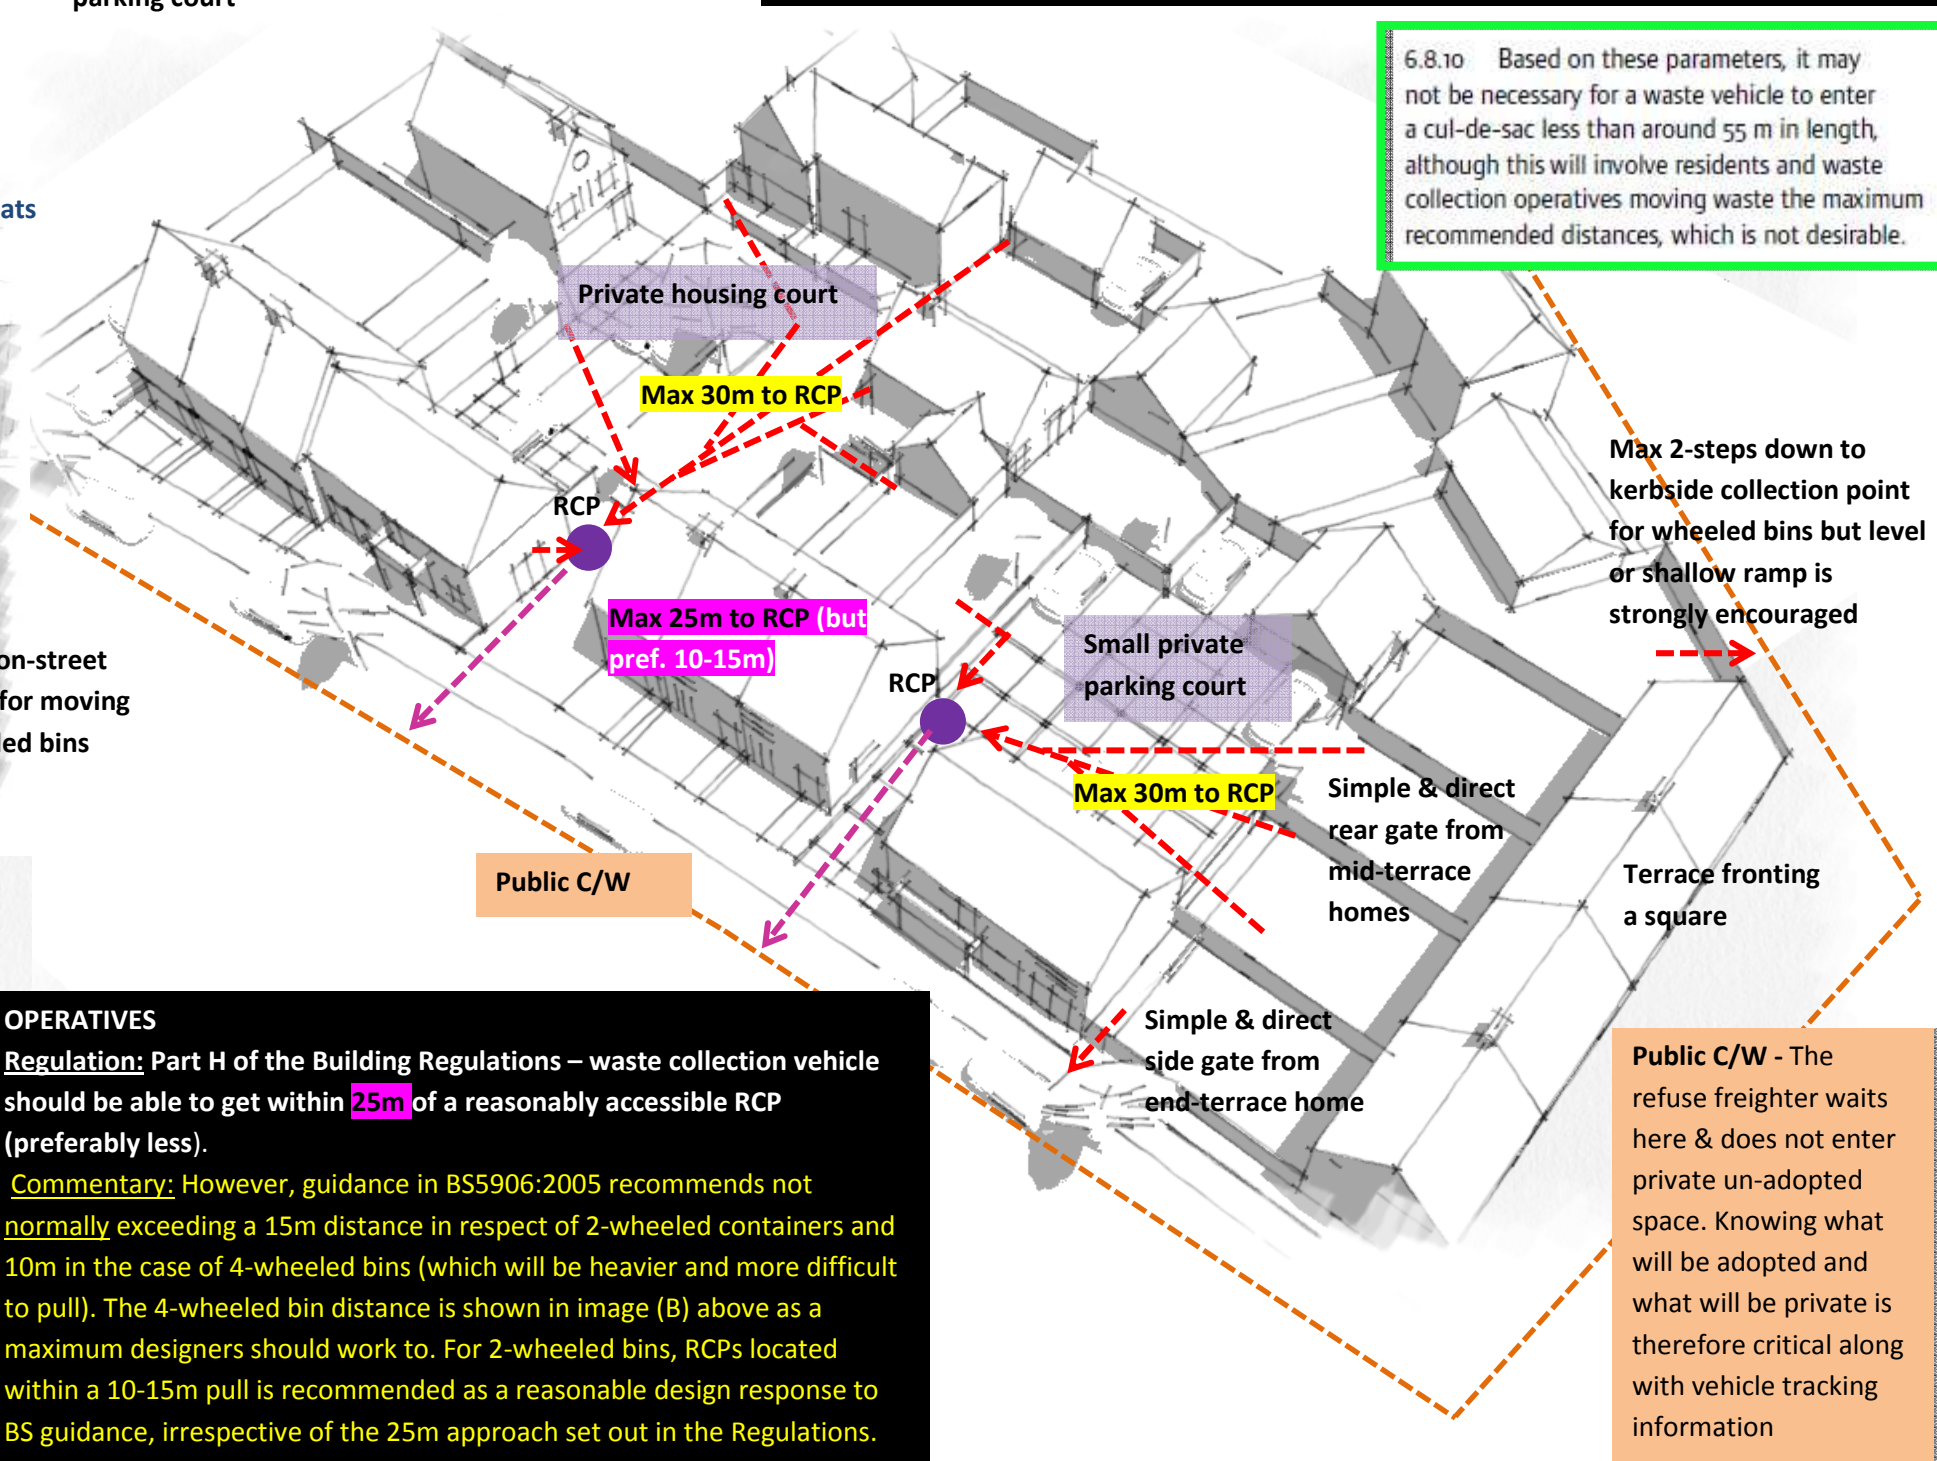 parking court
6.8.10 Based on these parameters, it may
not be necessary for a waste vehicle to enter
a cul-de-sac less than around 55 m in length,
although this will involve residents and waste
collection operatives moving waste the maximum
recommended distances, which is not desirable.
ats
Private housing court
Max 30m to RCP
Max 2-steps down to
kerbside collection point
for wheeled bins but level
or shallow ramp is
strongly encouraged
RCP
Max 25m to RCP (but
pref. 10-15m)
on-street
for moving
led bins
Small private
parking court
RCP
Max 30m to RCP
Simple & direct
rear gate from
mid-terrace
homes
Public C/W
Terrace fronting
a square
Simple & direct
side gate from
end-terrace home
OPERATIVES
Regulation: Part H of the Building Regulations – waste collection vehicle
should be able to get within 25m of a reasonably accessible RCP
(preferably less).
Commentary: However, guidance in BS5906:2005 recommends not
normally exceeding a 15m distance in respect of 2-wheeled containers and
10m in the case of 4-wheeled bins (which will be heavier and more difficult
to pull). The 4-wheeled bin distance is shown in image (B) above as a
maximum designers should work to. For 2-wheeled bins, RCPs located
within a 10-15m pull is recommended as a reasonable design response to
BS guidance, irrespective of the 25m approach set out in the Regulations.
Public C/W - The
refuse freighter waits
here & does not enter
private un-adopted
space. Knowing what
will be adopted and
what will be private is
therefore critical along
with vehicle tracking
information